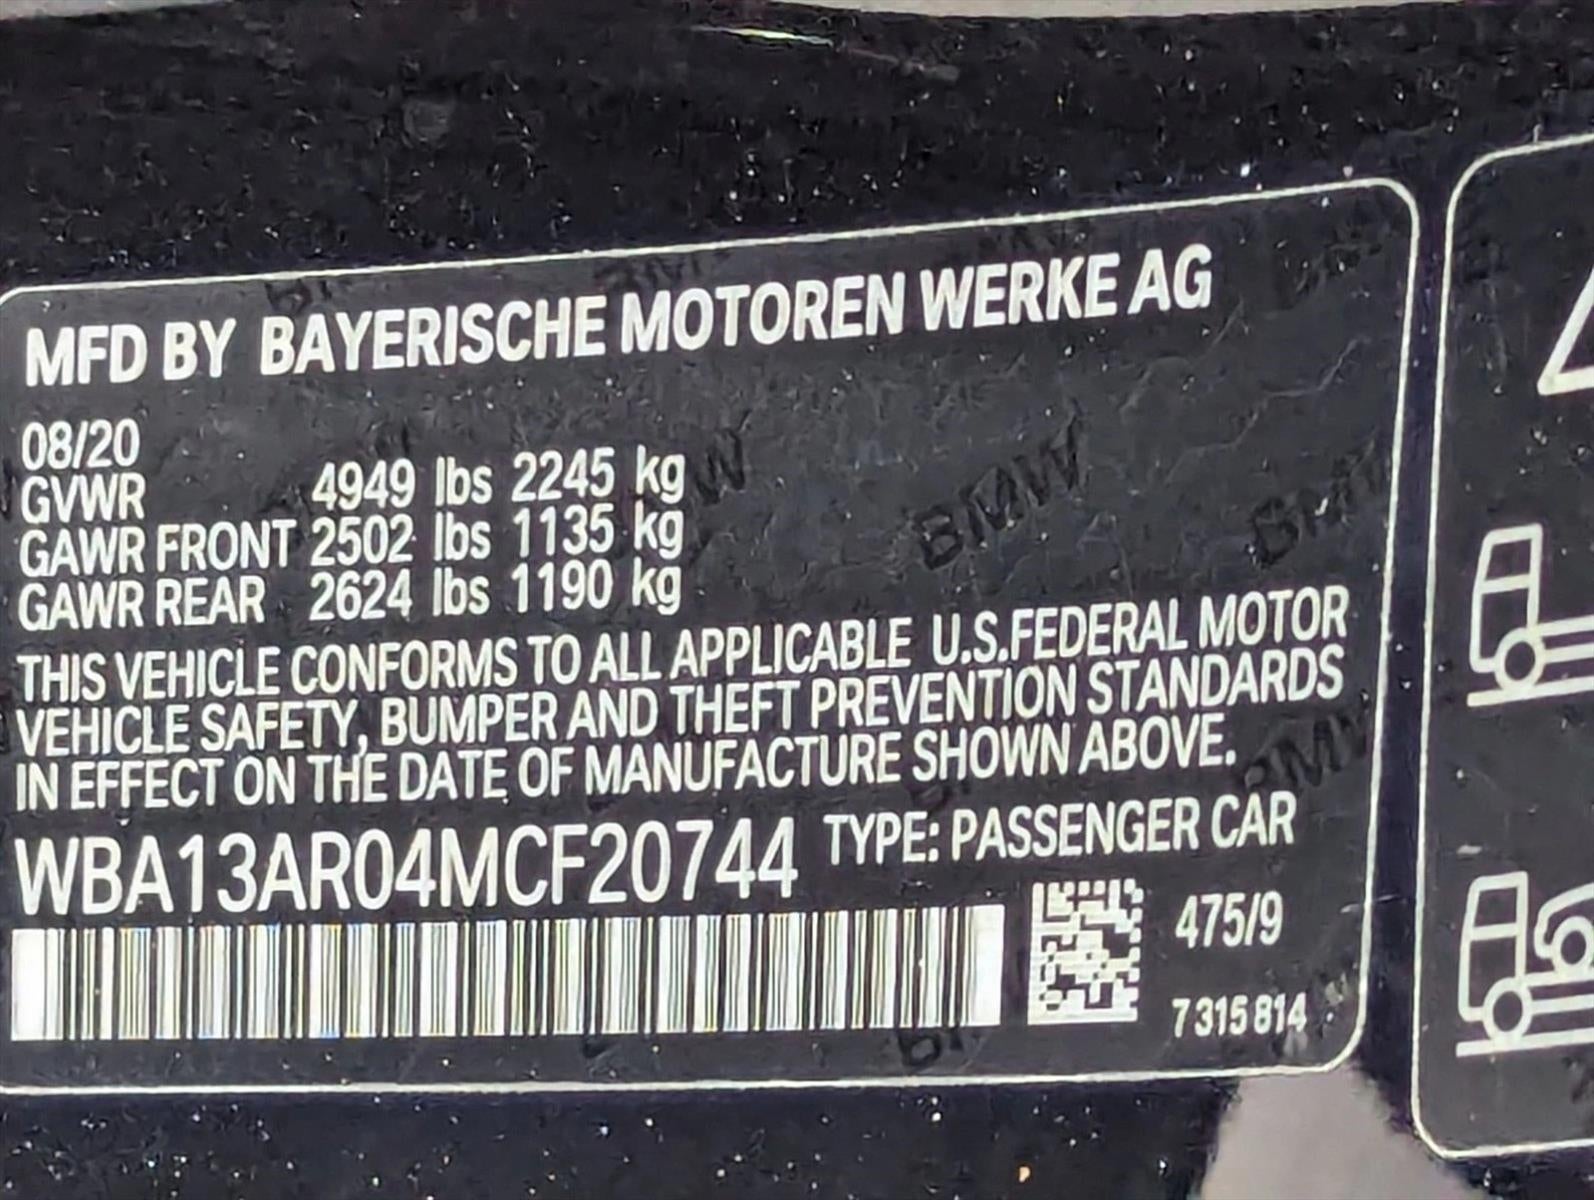 MFD BY BAYERISCHE MOTOREN WERKE AG
08/20
GVWR 4949 lbs 2245 kg
GAWR FRONT 2502 lbs 1135 kg
GAWR REAR 2624 lbs 1190 kg
THIS VEHICLE CONFORMS TO ALL APPLICABLE U.S.FEDERAL MOTOR
VEHICLE SAFETY, BUMPER AND THEFT PREVENTION STANDARDS
IN EFFECT ON THE DATE OF MANUFACTURE SHOWN ABOVE.
WBA13AR04MCF20744 TYPE: PASSENGER CAR
475/9
7 315 814